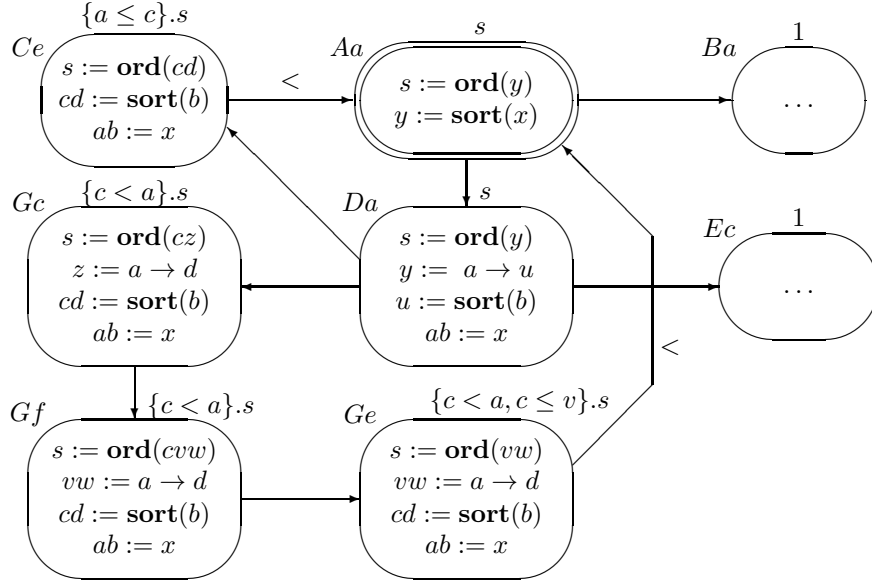 {a ≤ c}.s
Ce
s := ord(cd)
cd := sort(b)
ab := x
<
s
Aa
s := ord(y)
y := sort(x)
1
Ba
...
{c < a}.s
Gc
s := ord(cz)
z := a → d
cd := sort(b)
ab := x
s
Da
s := ord(y)
y := a → u
u := sort(b)
ab := x
1
Ec
...
<
{c < a}.s
Gf
s := ord(cvw)
vw := a → d
cd := sort(b)
ab := x
{c < a, c ≤ v}.s
Ge
s := ord(vw)
vw := a → d
cd := sort(b)
ab := x